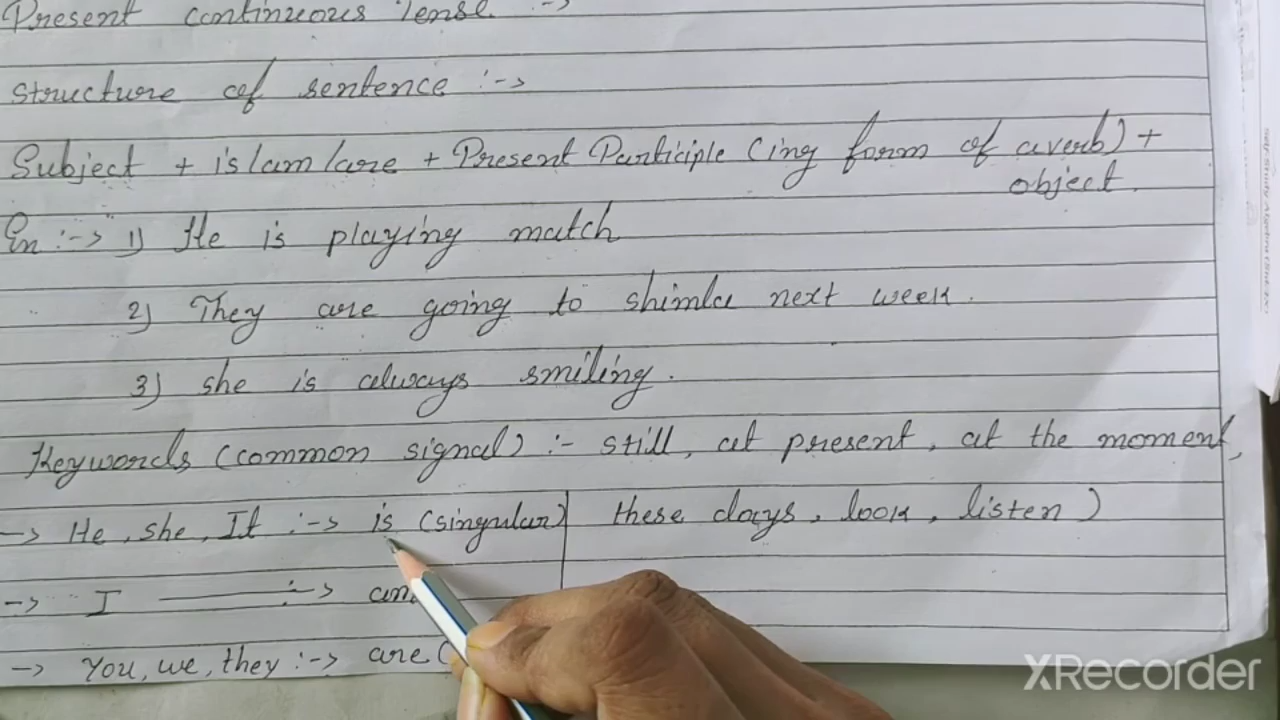 Present continuous Tense :->
structure of sentence :->
Subject + is/am/are + Present Participle (ing form of a verb) +
object.
En :-> 1) He is playing match
2) They are going to shimla next week.
3) she is always smiling.
Keywords (common signal) :- still, at present, at the moment,
these days, look, listen)
-> He, she, It :-> is (singular)
-> I :->
-> You, we, they :-> are (
XRecorder